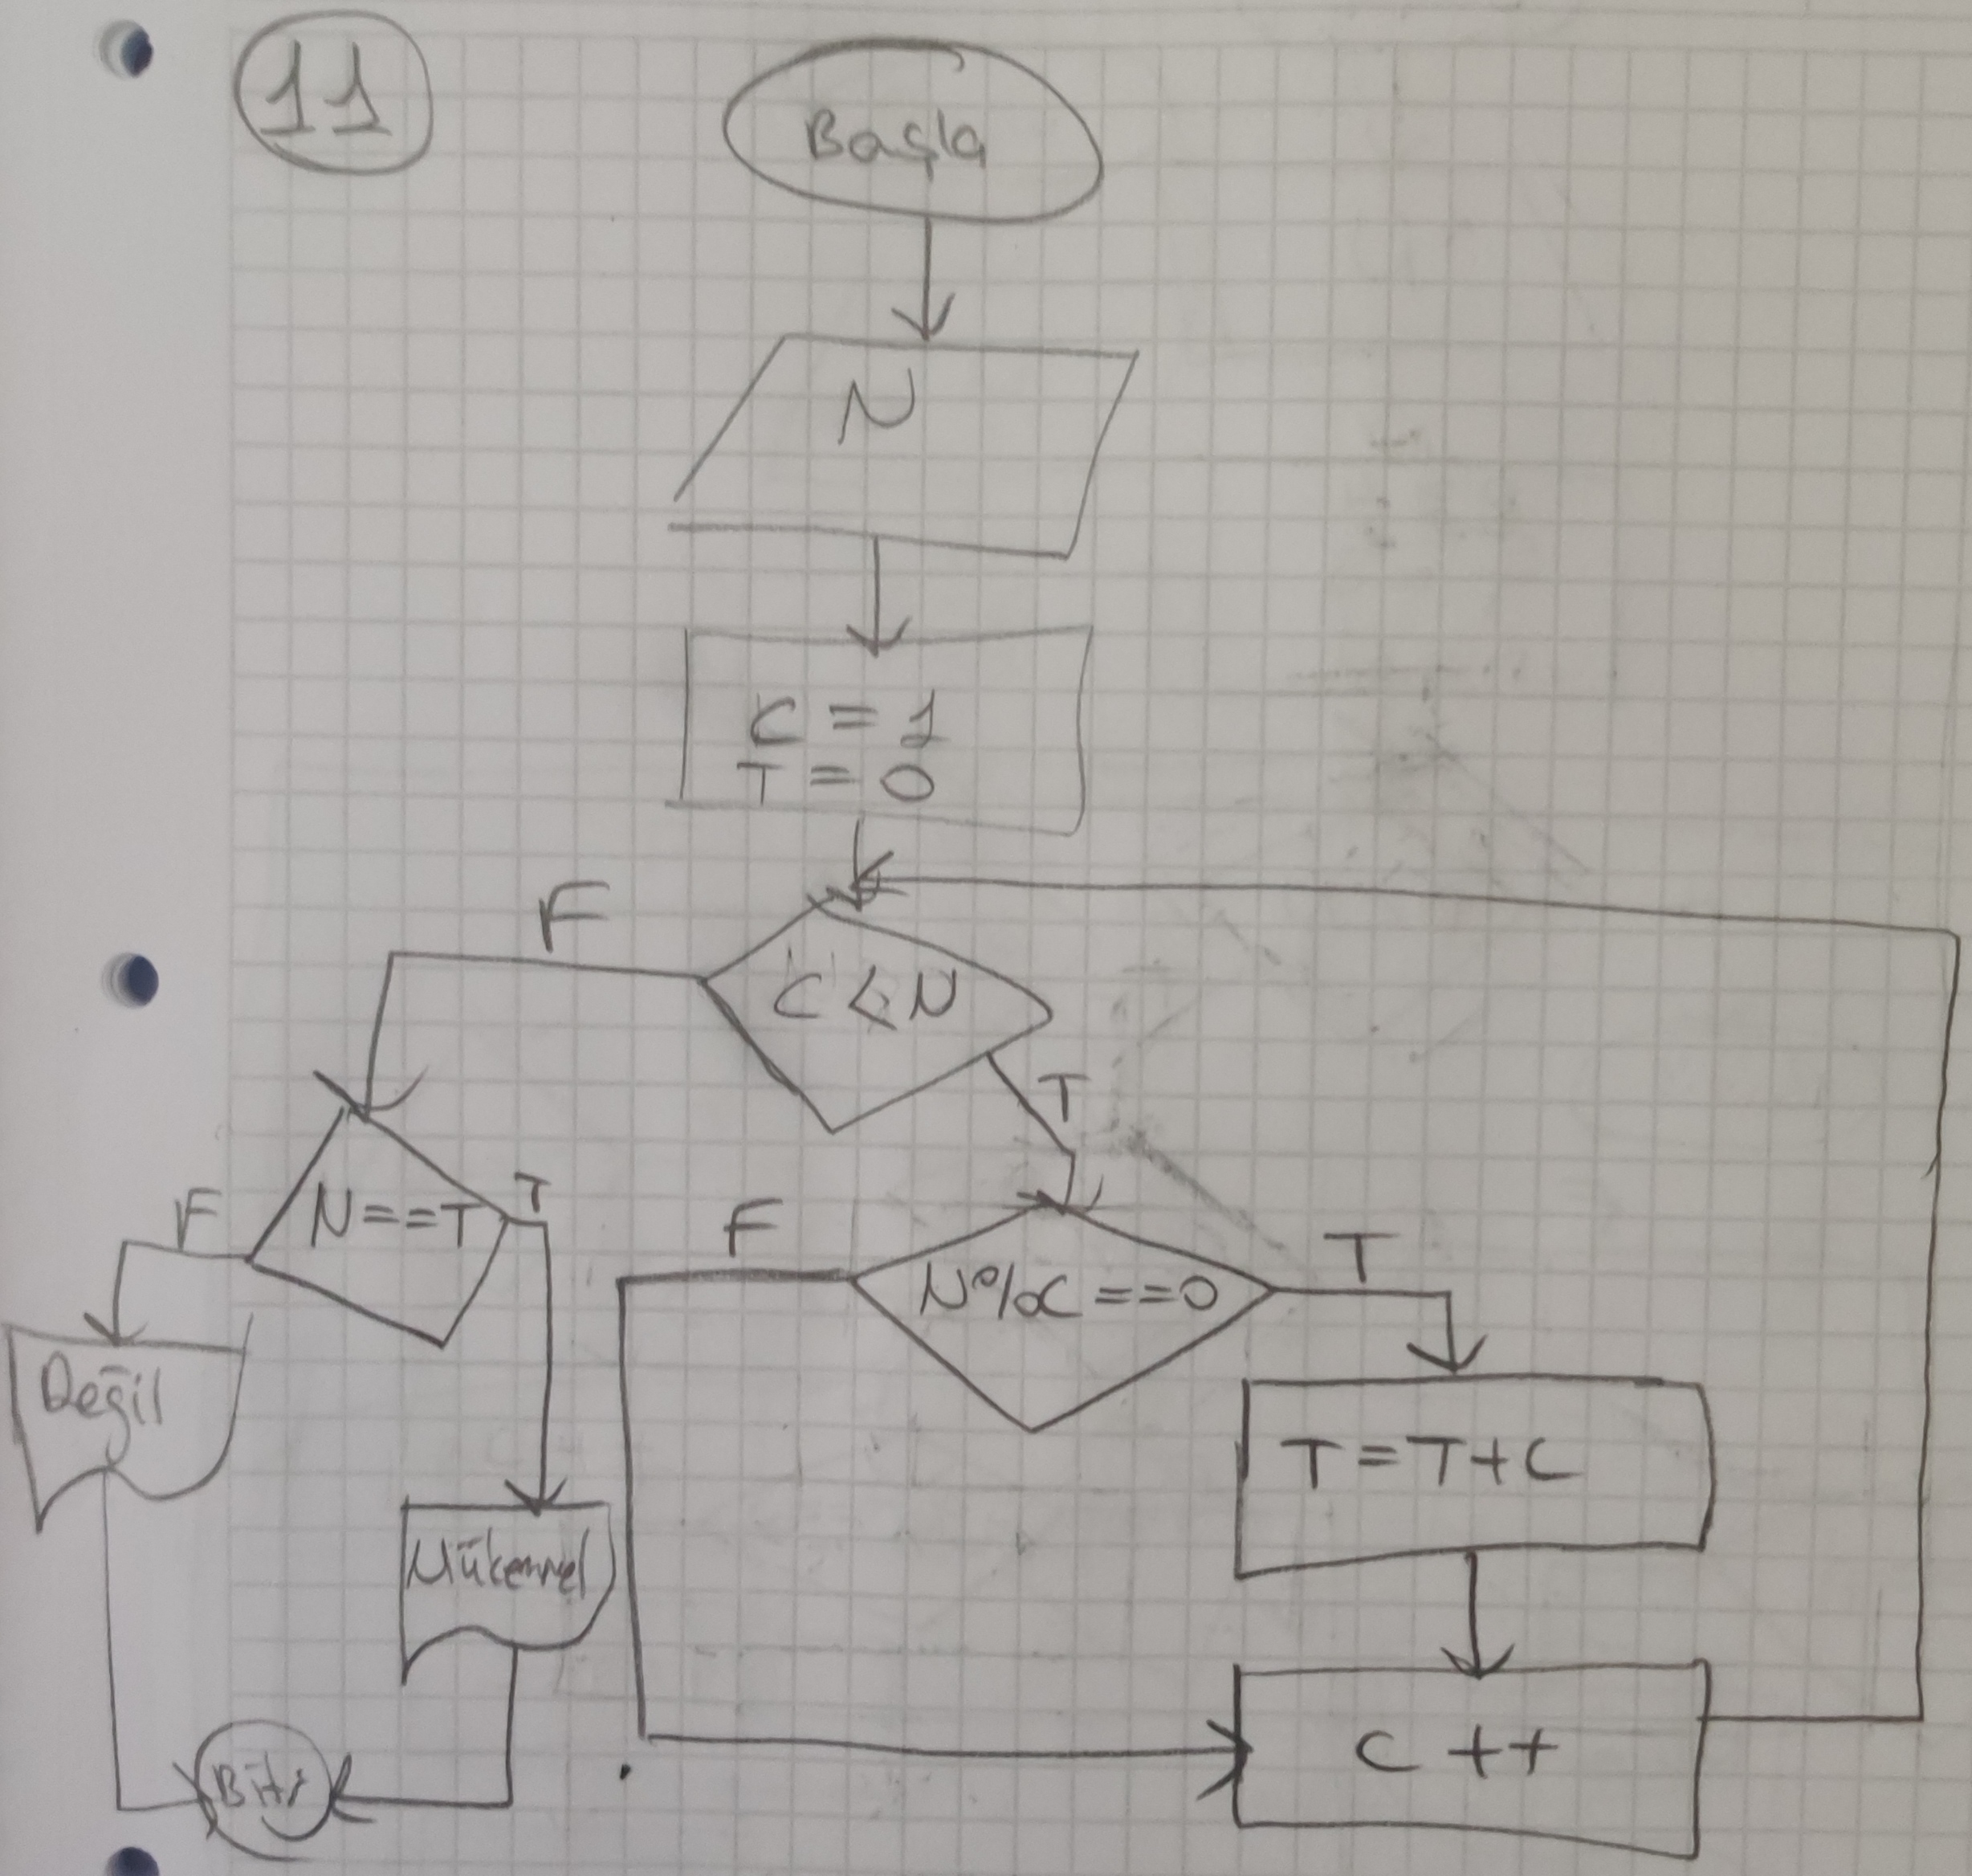 11
Başla
N
C = 1
T = 0
F
C < N
T
F
N==T
T
F
N%C ==0
T
Değil
T=T+C
Mükemmel
C ++
Bitir